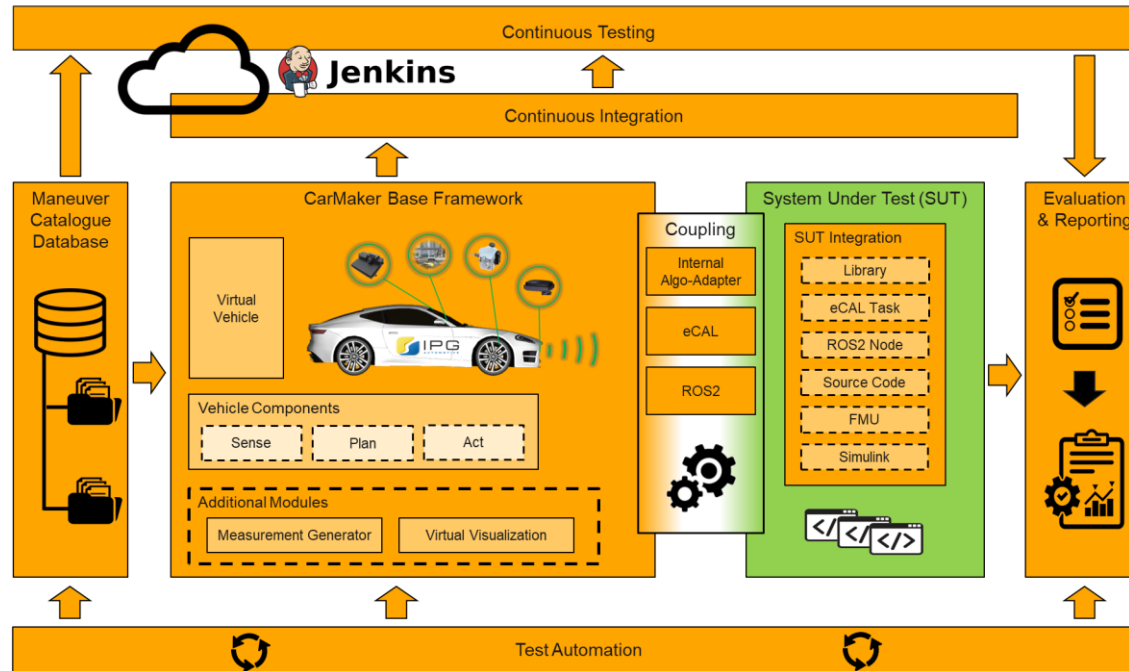 Continuous Testing
Jenkins
Continuous Integration
Maneuver
Catalogue
Database
CarMaker Base Framework
Virtual
Vehicle
IPG
AUTOMOTIVE
Vehicle Components
Sense
Plan
Act
Additional Modules
Measurement Generator
Virtual Visualization
Coupling
Internal
Algo-Adapter
eCAL
ROS2
System Under Test (SUT)
SUT Integration
Library
eCAL Task
ROS2 Node
Source Code
FMU
Simulink
</
</
</>
Evaluation
& Reporting
Test Automation